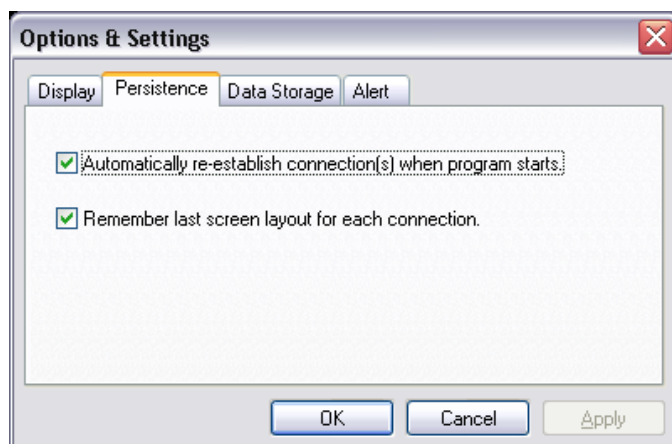 Options & Settings
Display Persistence Data Storage Alert
Automatically re-establish connection(s) when program starts.
Remember last screen layout for each connection.
OK Cancel Apply